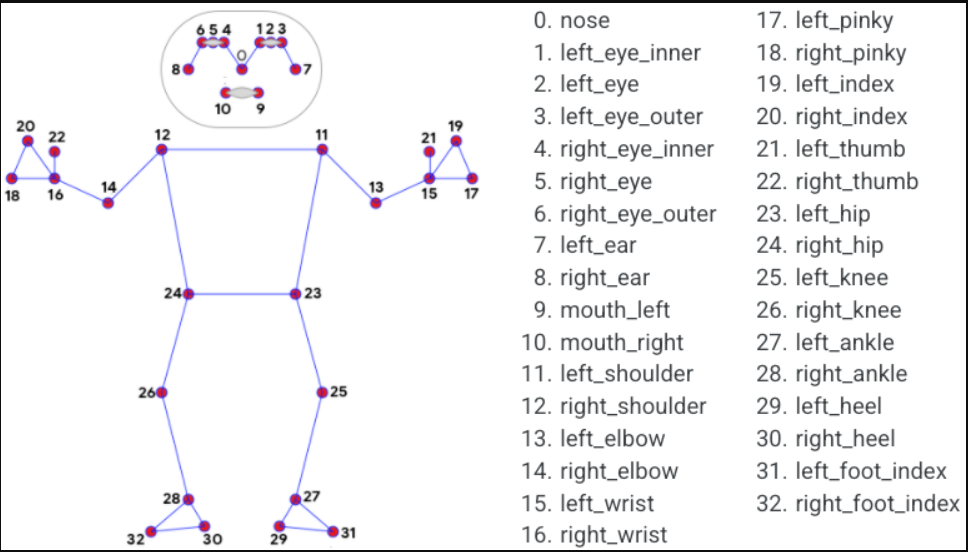 6 5 4 1 2 3
0
8 7
10 9
20 22 12 11 21 19
18 16 14 13 15 17
24 23
26 25
28 27
32 30 29 31
0. nose
1. left_eye_inner
2. left_eye
3. left_eye_outer
4. right_eye_inner
5. right_eye
6. right_eye_outer
7. left_ear
8. right_ear
9. mouth_left
10. mouth_right
11. left_shoulder
12. right_shoulder
13. left_elbow
14. right_elbow
15. left_wrist
16. right_wrist
17. left_pinky
18. right_pinky
19. left_index
20. right_index
21. left_thumb
22. right_thumb
23. left_hip
24. right_hip
25. left_knee
26. right_knee
27. left_ankle
28. right_ankle
29. left_heel
30. right_heel
31. left_foot_index
32. right_foot_index